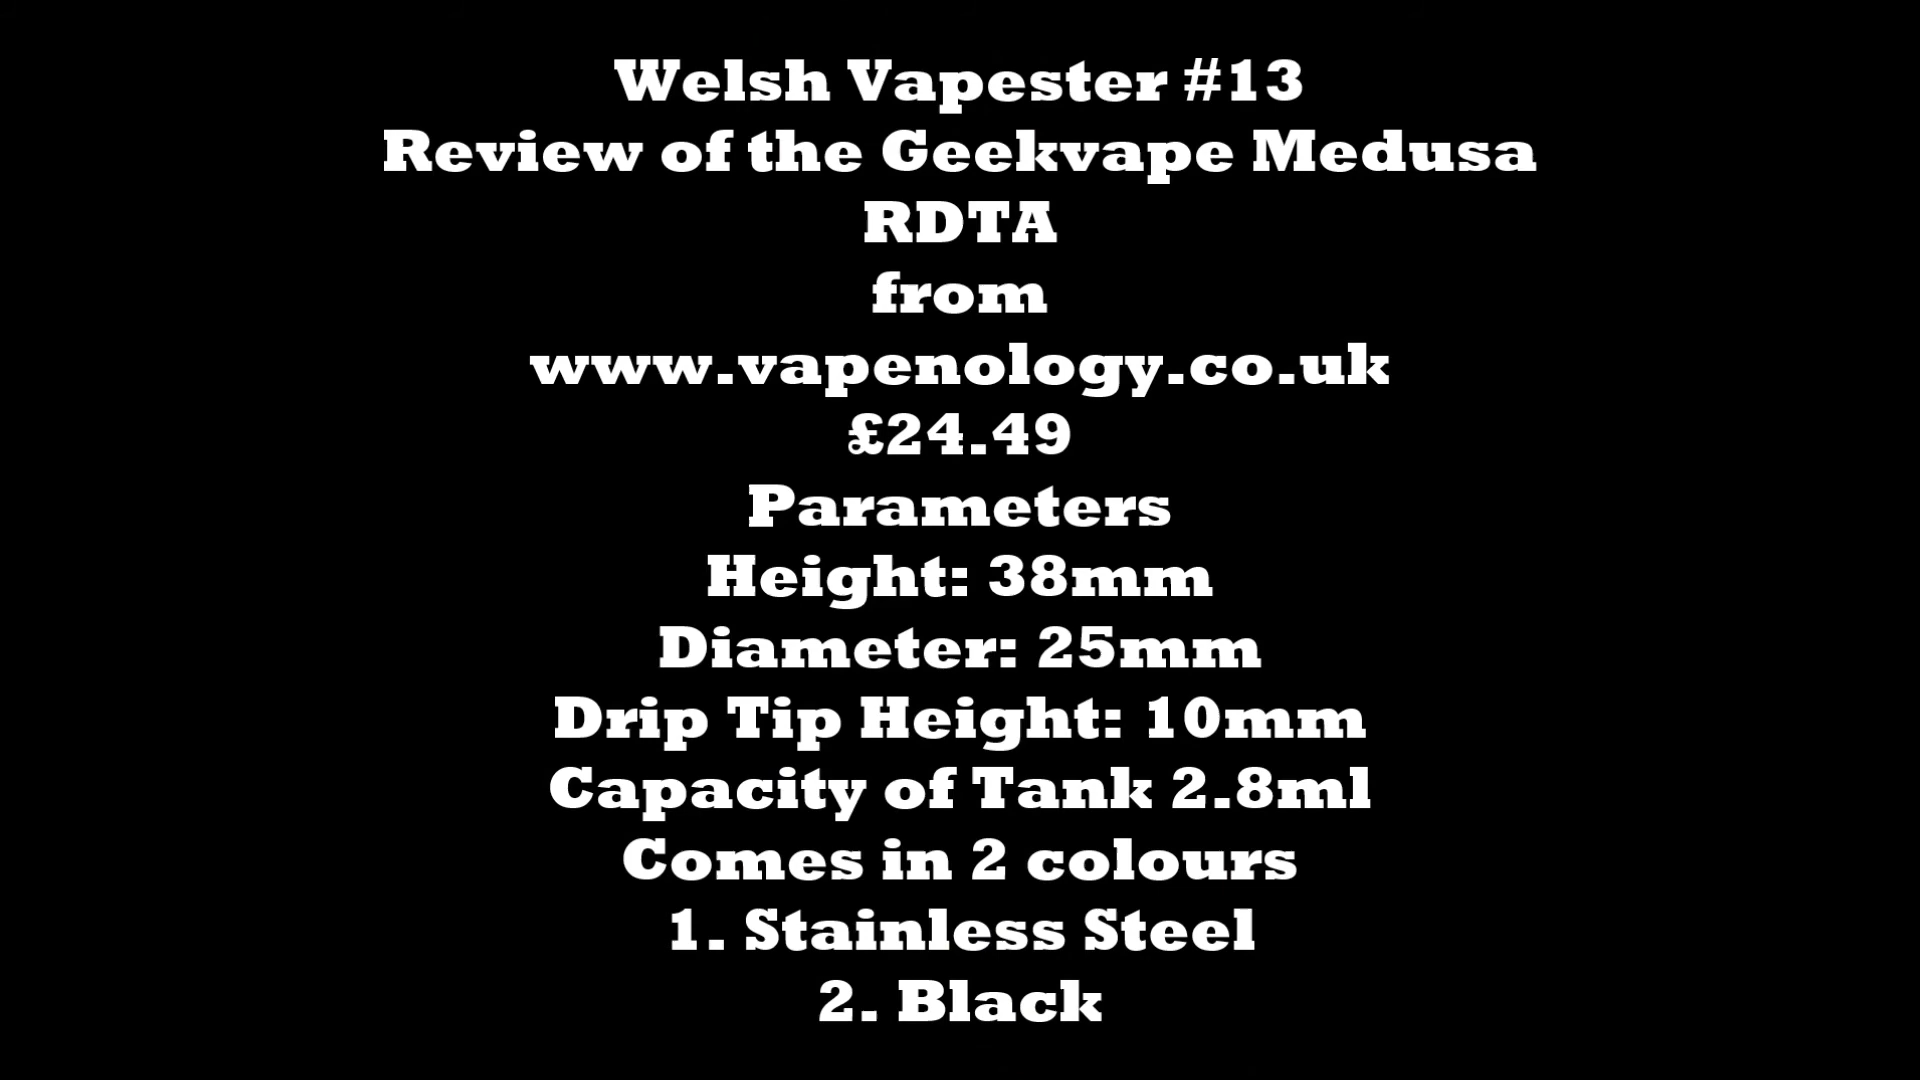 Welsh Vapester #13
Review of the Geekvape Medusa
RDTA
from
www.vapenology.co.uk
£24.49
Parameters
Height: 38mm
Diameter: 25mm
Drip Tip Height: 10mm
Capacity of Tank 2.8ml
Comes in 2 colours
1. Stainless Steel
2. Black